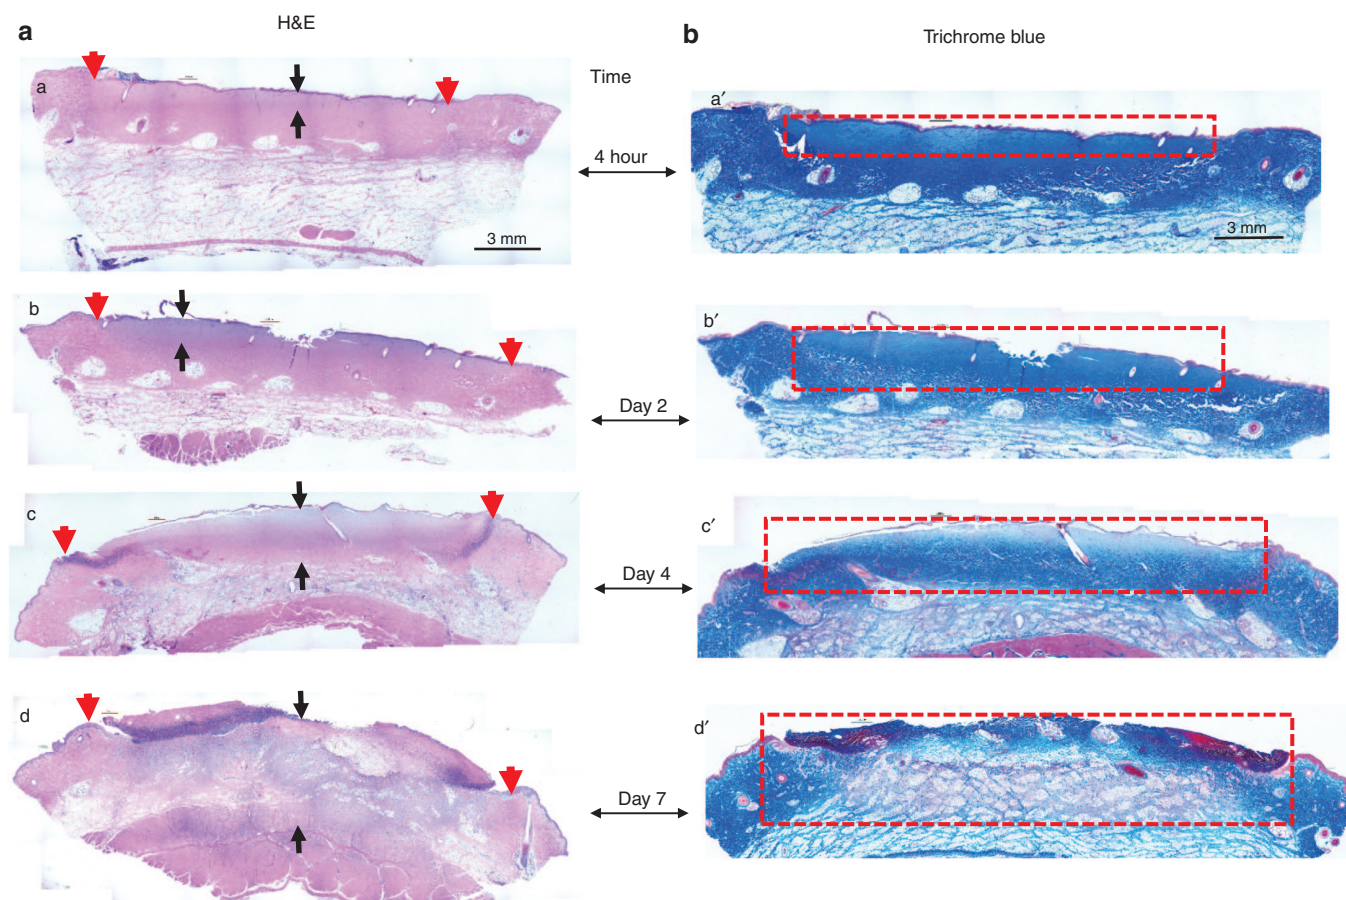 a
H&E
b
Trichrome blue
Time
a
a′
4 hour
3 mm
3 mm
b
b′
Day 2
c
c′
Day 4
d
d′
Day 7